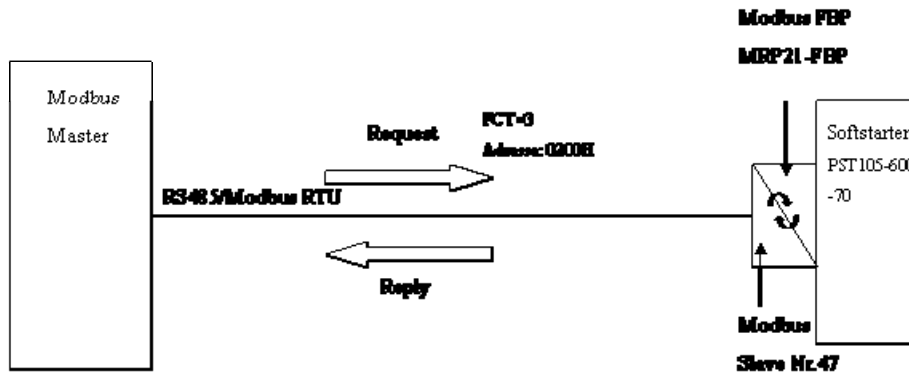 Modbus FBP
MRP21-FBP
Modbus
Master
Request
FCT=3
Adresse: 0200H
Softstarter
PST105-600
-70
RS485/Modbus RTU
Reply
Modbus
Slave Nr.47